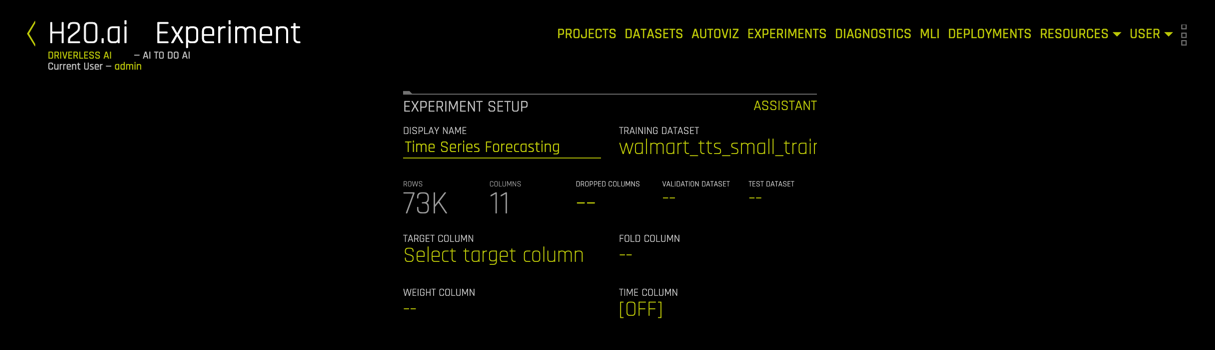 H2O.ai Experiment
PROJECTS DATASETS AUTOVIZ EXPERIMENTS DIAGNOSTICS MLI DEPLOYMENTS RESOURCES USER
DRIVERLESS AI — AI TO DO AI
Current User — admin
EXPERIMENT SETUP ASSISTANT
DISPLAY NAME TRAINING DATASET
Time Series Forecasting walmart_tts_small_train
ROWS COLUMNS DROPPED COLUMNS VALIDATION DATASET TEST DATASET
73K 11 -- -- --
TARGET COLUMN FOLD COLUMN
Select target column --
WEIGHT COLUMN TIME COLUMN
-- [OFF]